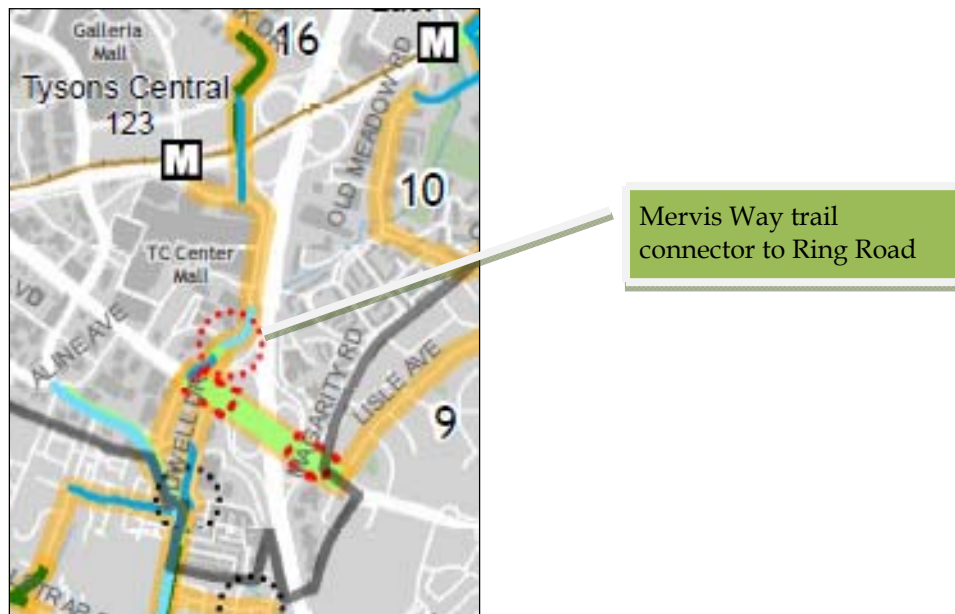 Galleria
Mall
16
M
Tysons Central
123
M
OLD MEADOW RD
10
TC Center
Mall
VD
ALINE AVE
MAGARITY RD
LISLE AVE
9
Mervis Way trail
connector to Ring Road